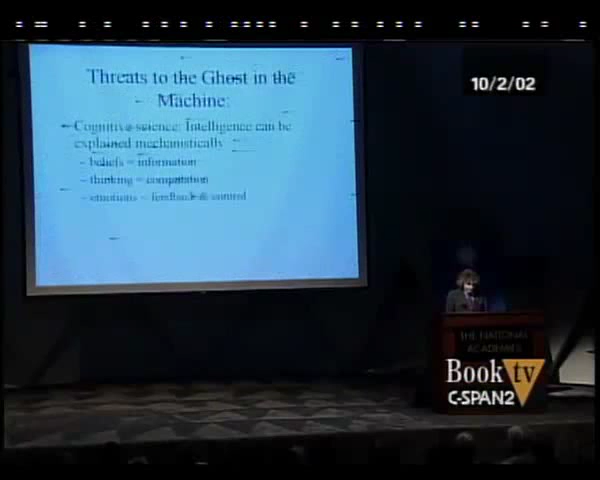 Threats to the Ghost in the
Machine:
Cognitive science: Intelligence can be
explained mechanistically
– beliefs = information
– thinking = computation
– emotions = feedback & control
10/2/02
THE NATIONAL
ACADEMIES
Book tv
C-SPAN2